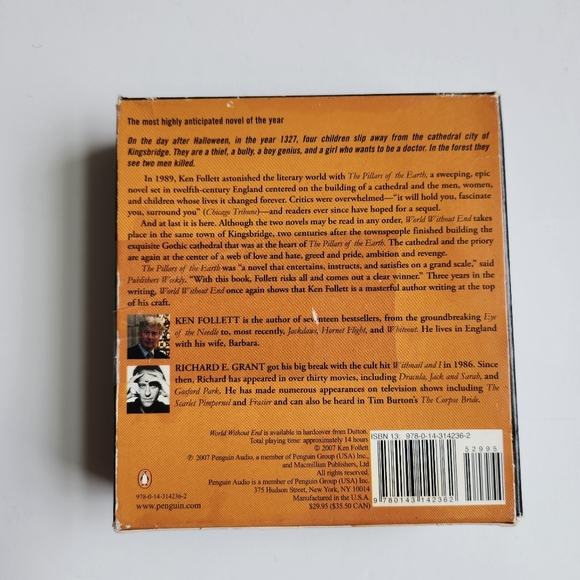 The most highly anticipated novel of the year
On the day after Halloween, in the year 1327, four children slip away from the cathedral city of
Kingsbridge. They are a thief, a bully, a boy genius, and a girl who wants to be a doctor. In the forest they
see two men killed.
In 1989, Ken Follett astonished the literary world with The Pillars of the Earth, a sweeping, epic
novel set in twelfth-century England centered on the building of a cathedral and the men, women,
and children whose lives it changed forever. Critics were overwhelmed—"it will hold you, fascinate
you, surround you" (Chicago Tribune)—and readers ever since have hoped for a sequel.
And at last it is here. Although the two novels may be read in any order, World Without End takes
place in the same town of Kingsbridge, two centuries after the townspeople finished building the
exquisite Gothic cathedral that was at the heart of The Pillars of the Earth. The cathedral and the priory
are again at the center of a web of love and hate, greed and pride, ambition and revenge.
The Pillars of the Earth was "a novel that entertains, instructs, and satisfies on a grand scale," said
Publishers Weekly. "With this book, Follett risks all and comes out a clear winner." Three years in the
writing, World Without End once again shows that Ken Follett is a masterful author writing at the top
of his craft.
KEN FOLLETT is the author of seventeen bestsellers, from the groundbreaking Eye
of the Needle to, most recently, Jackdaws, Hornet Flight, and Whiteout. He lives in England
with his wife, Barbara.
RICHARD E. GRANT got his big break with the cult hit Withnail and I in 1986. Since
then, Richard has appeared in over thirty movies, including Dracula, Jack and Sarah, and
Gosford Park. He has made numerous appearances on television shows including The
Scarlet Pimpernel and Frasier and can also be heard in Tim Burton's The Corpse Bride.
World Without End is available in hardcover from Dutton.
Total playing time: approximately 14 hours
© 2007 Ken Follett
℗ 2007 Penguin Audio, a member of Penguin Group (USA) Inc.,
and Macmillan Publishers, Ltd
All rights reserved.
Penguin Audio is a member of Penguin Group (USA) Inc.,
375 Hudson Street, New York, NY 10014
Manufactured in the U.S.A.
$29.95 ($35.50 CAN)
978-0-14-314236-2
www.penguin.com
ISBN 13: 978-0-14-314236-2
52995
9 780143 142362